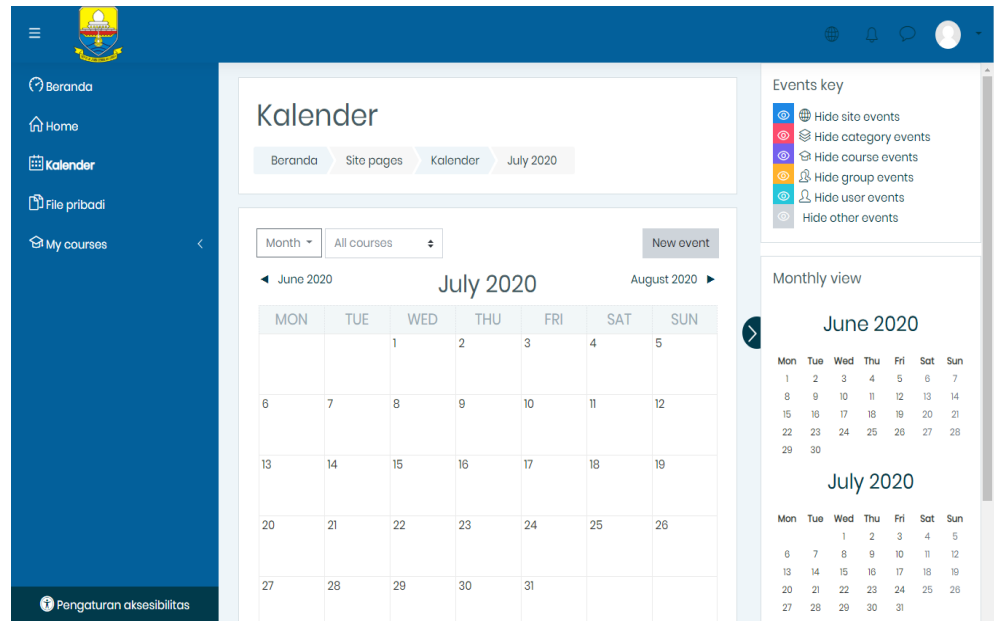 Beranda
Home
Kalender
File pribadi
My courses
Pengaturan aksesibilitas
Kalender
Beranda Site pages Kalender July 2020
Month All courses New event
June 2020 July 2020 August 2020
MON TUE WED THU FRI SAT SUN
1 2 3 4 5
6 7 8 9 10 11 12
13 14 15 16 17 18 19
20 21 22 23 24 25 26
27 28 29 30 31
Events key
Hide site events
Hide category events
Hide course events
Hide group events
Hide user events
Hide other events
Monthly view
June 2020
Mon Tue Wed Thu Fri Sat Sun
1 2 3 4 5 6 7
8 9 10 11 12 13 14
15 16 17 18 19 20 21
22 23 24 25 26 27 28
29 30
July 2020
Mon Tue Wed Thu Fri Sat Sun
1 2 3 4 5
6 7 8 9 10 11 12
13 14 15 16 17 18 19
20 21 22 23 24 25 26
27 28 29 30 31